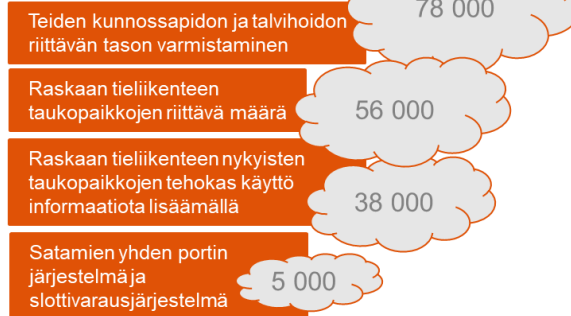 78 000
Teiden kunnossapidon ja talvihoidon
riittävän tason varmistaminen
Raskaan tieliikenteen
taukopaikkojen riittävä määrä
56 000
Raskaan tieliikenteen nykyisten
taukopaikkojen tehokas käyttö
informaatiota lisäämällä
38 000
Satamien yhden portin
järjestelmä ja
slottivarausjärjestelmä
5 000